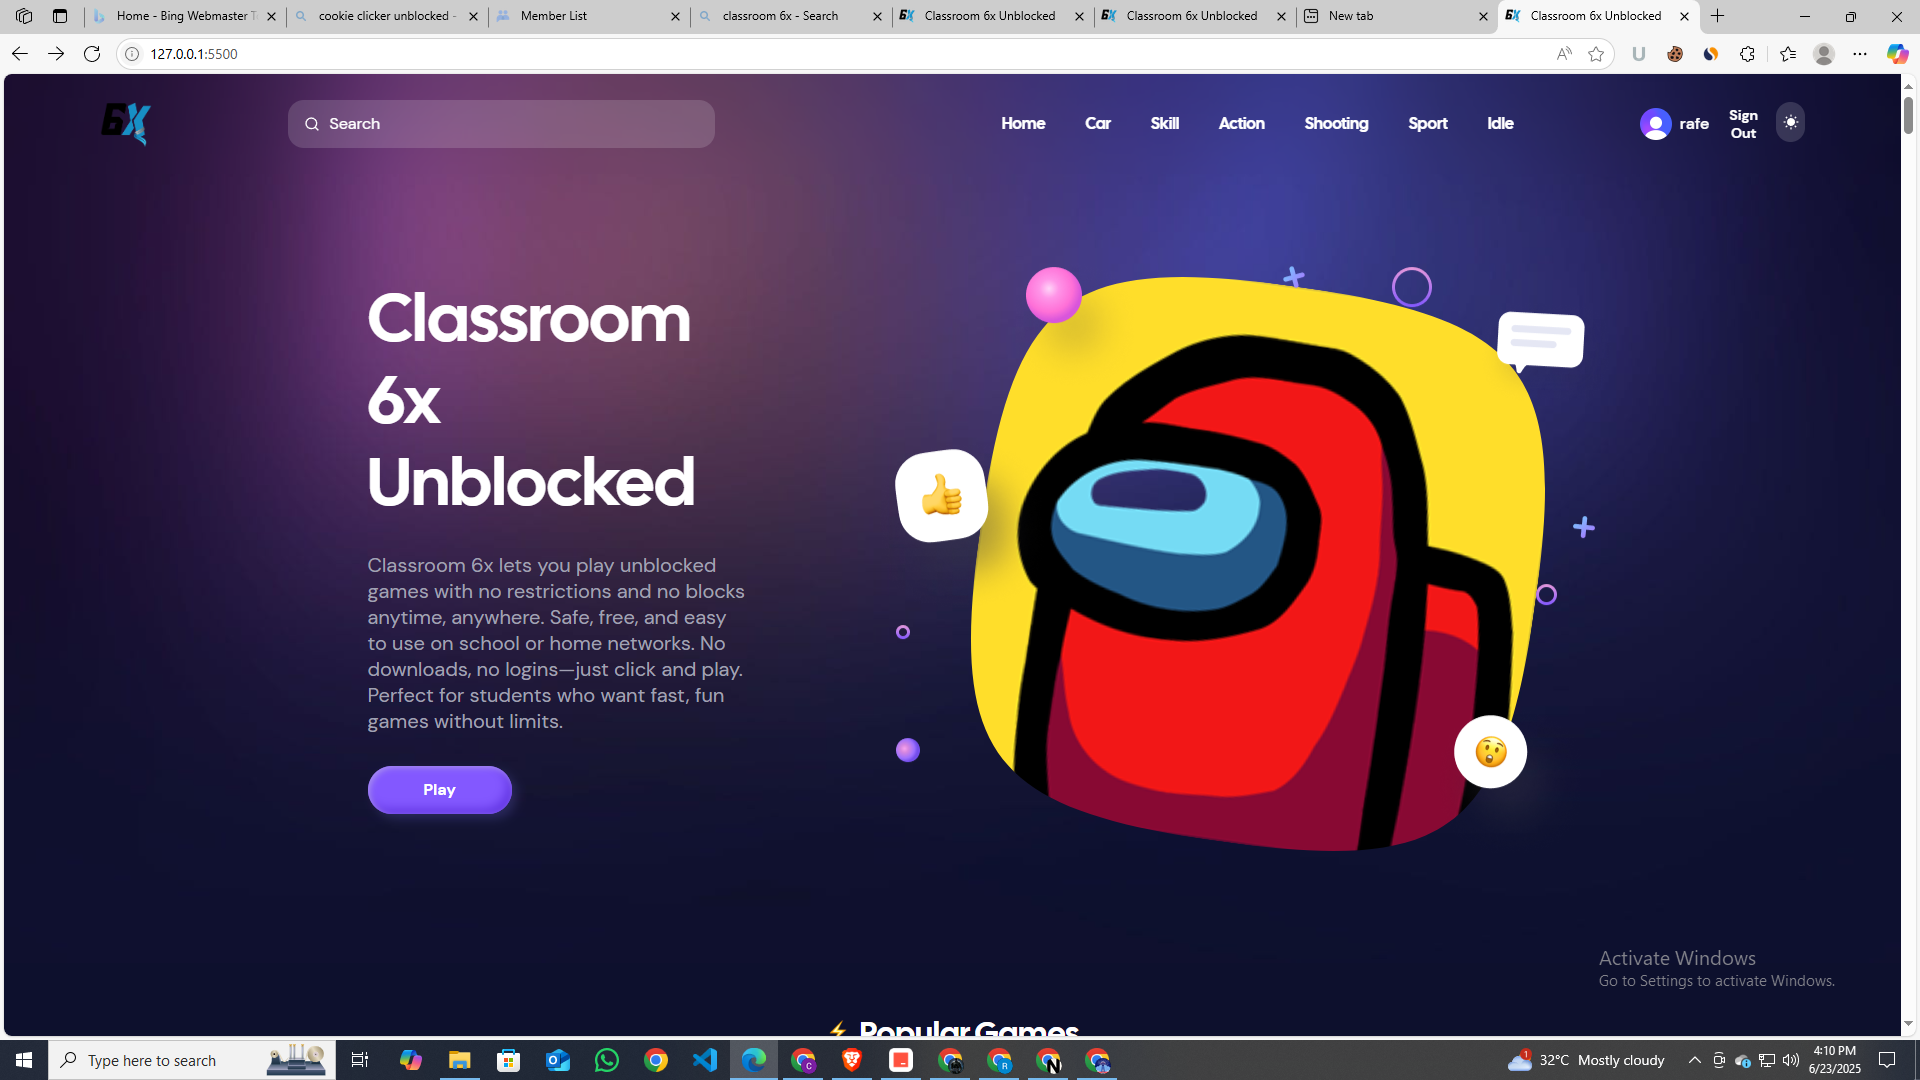 Home - Bing Webmaster T
cookie clicker unblocked -
Member List
classroom 6x - Search
Classroom 6x Unblocked
Classroom 6x Unblocked
New tab
Classroom 6x Unblocked
127.0.0.1:5500
6X
Search
Home
Car
Skill
Action
Shooting
Sport
Idle
rafe
Sign
Out
Classroom
6x
Unblocked
Classroom 6x lets you play unblocked
games with no restrictions and no blocks
anytime, anywhere. Safe, free, and easy
to use on school or home networks. No
downloads, no logins—just click and play.
Perfect for students who want fast, fun
games without limits.
Play
Activate Windows
Go to Settings to activate Windows.
⚡ Popular Games
Type here to search
1
32°C Mostly cloudy
4:10 PM
6/23/2025